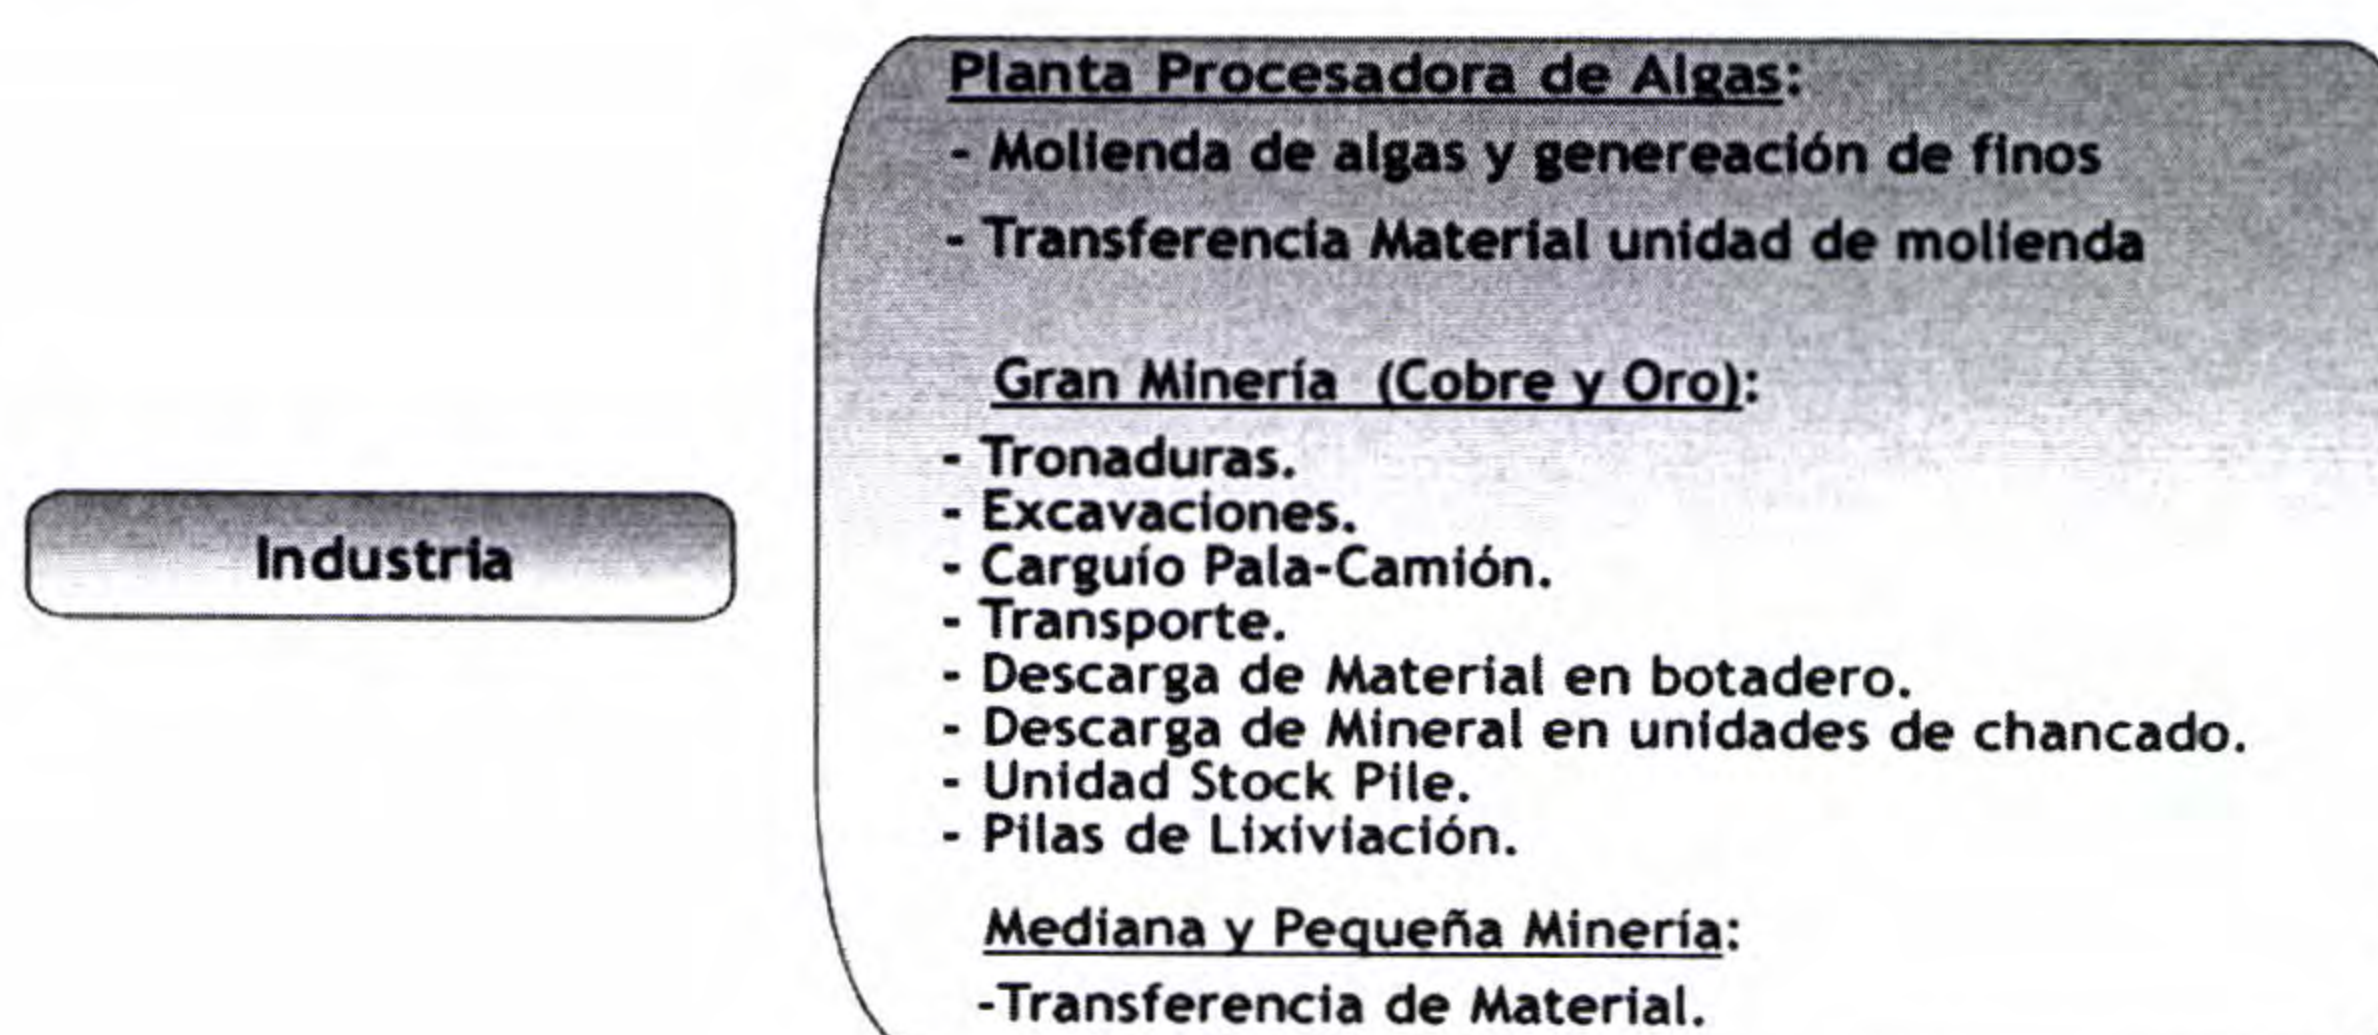 Planta Procesadora de Algas:
- Molienda de algas y genereación de finos
- Transferencia Material unidad de molienda
Gran Minería (Cobre y Oro):
- Tronaduras.
- Excavaciones.
- Carguío Pala-Camión.
- Transporte.
- Descarga de Material en botadero.
- Descarga de Mineral en unidades de chancado.
- Unidad Stock Pile.
- Pilas de Lixiviación.
Mediana y Pequeña Minería:
-Transferencia de Material.
Industria